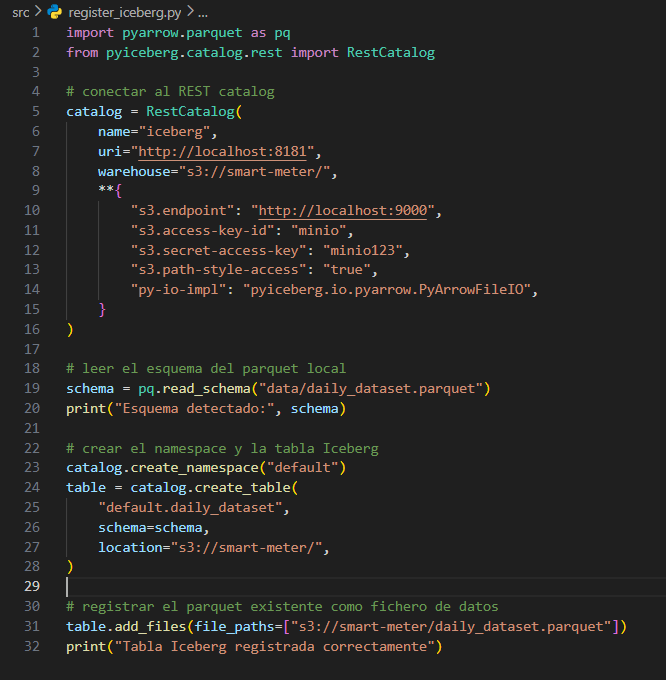 src > register_iceberg.py > ...
1 import pyarrow.parquet as pq
2 from pyiceberg.catalog.rest import RestCatalog
3
4 # conectar al REST catalog
5 catalog = RestCatalog(
6     name="iceberg",
7     uri="http://localhost:8181",
8     warehouse="s3://smart-meter/",
9     **{
10         "s3.endpoint": "http://localhost:9000",
11         "s3.access-key-id": "minio",
12         "s3.secret-access-key": "minio123",
13         "s3.path-style-access": "true",
14         "py-io-impl": "pyiceberg.io.pyarrow.PyArrowFileIO",
15     }
16 )
17
18 # leer el esquema del parquet local
19 schema = pq.read_schema("data/daily_dataset.parquet")
20 print("Esquema detectado:", schema)
21
22 # crear el namespace y la tabla Iceberg
23 catalog.create_namespace("default")
24 table = catalog.create_table(
25     "default.daily_dataset",
26     schema=schema,
27     location="s3://smart-meter/",
28 )
29
30 # registrar el parquet existente como fichero de datos
31 table.add_files(file_paths=["s3://smart-meter/daily_dataset.parquet"])
32 print("Tabla Iceberg registrada correctamente")